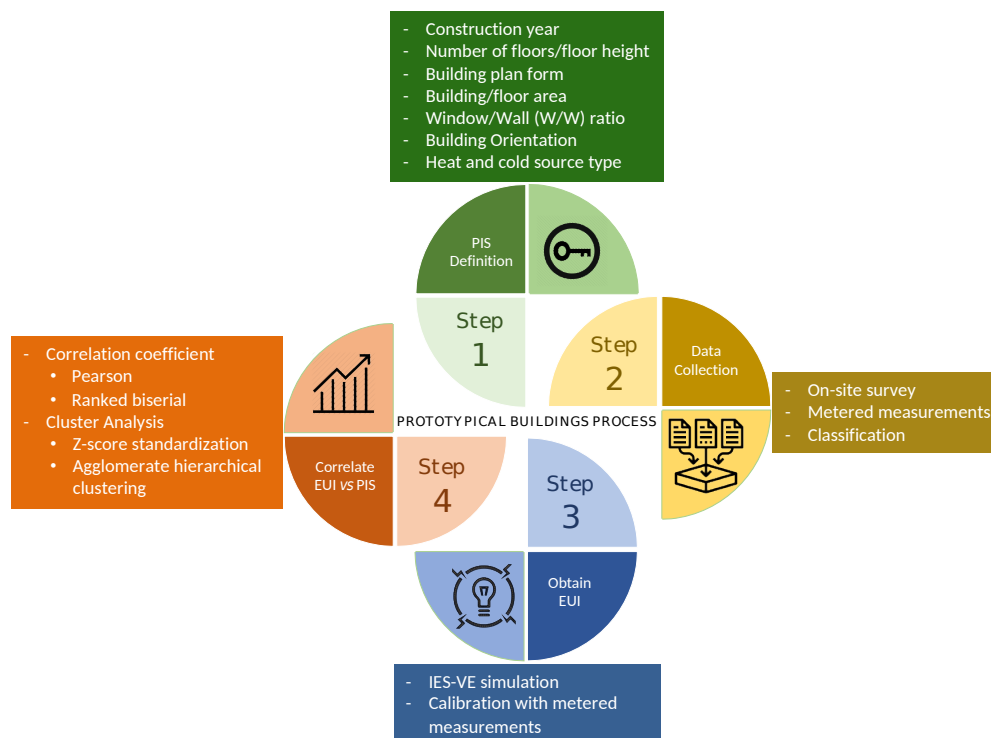 - Construction year
- Number of floors/floor height
- Building plan form
- Building/floor area
- Window/Wall (W/W) ratio
- Building Orientation
- Heat and cold source type
PIS
Definition
Step
1
Step
2
Data
Collection
- On-site survey
- Metered measurements
- Classification
PROTOTYPICAL BUILDINGS PROCESS
Step
3
Obtain
EUI
- IES-VE simulation
- Calibration with metered
measurements
Step
4
Correlate
EUI vs PIS
- Correlation coefficient
• Pearson
• Ranked biserial
- Cluster Analysis
• Z-score standardization
• Agglomerate hierarchical
clustering